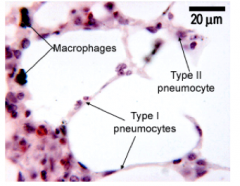 20 µm
Macrophages
Type II
pneumocyte
Type I
pneumocytes